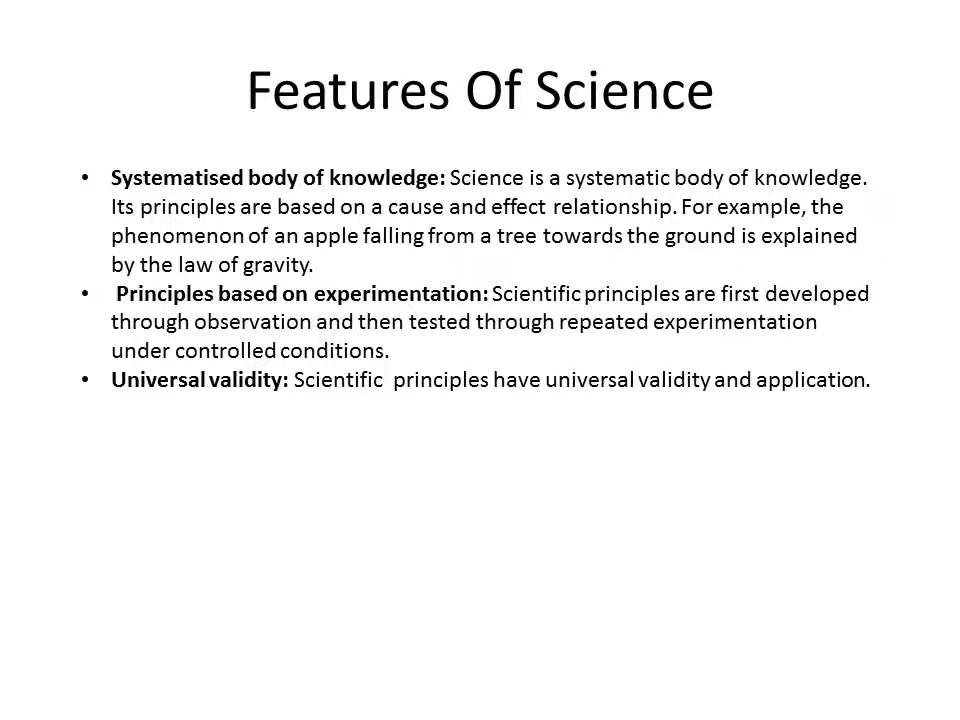 Features Of Science
• Systematised body of knowledge: Science is a systematic body of knowledge.
Its principles are based on a cause and effect relationship. For example, the
phenomenon of an apple falling from a tree towards the ground is explained
by the law of gravity.
• Principles based on experimentation: Scientific principles are first developed
through observation and then tested through repeated experimentation
under controlled conditions.
• Universal validity: Scientific principles have universal validity and application.